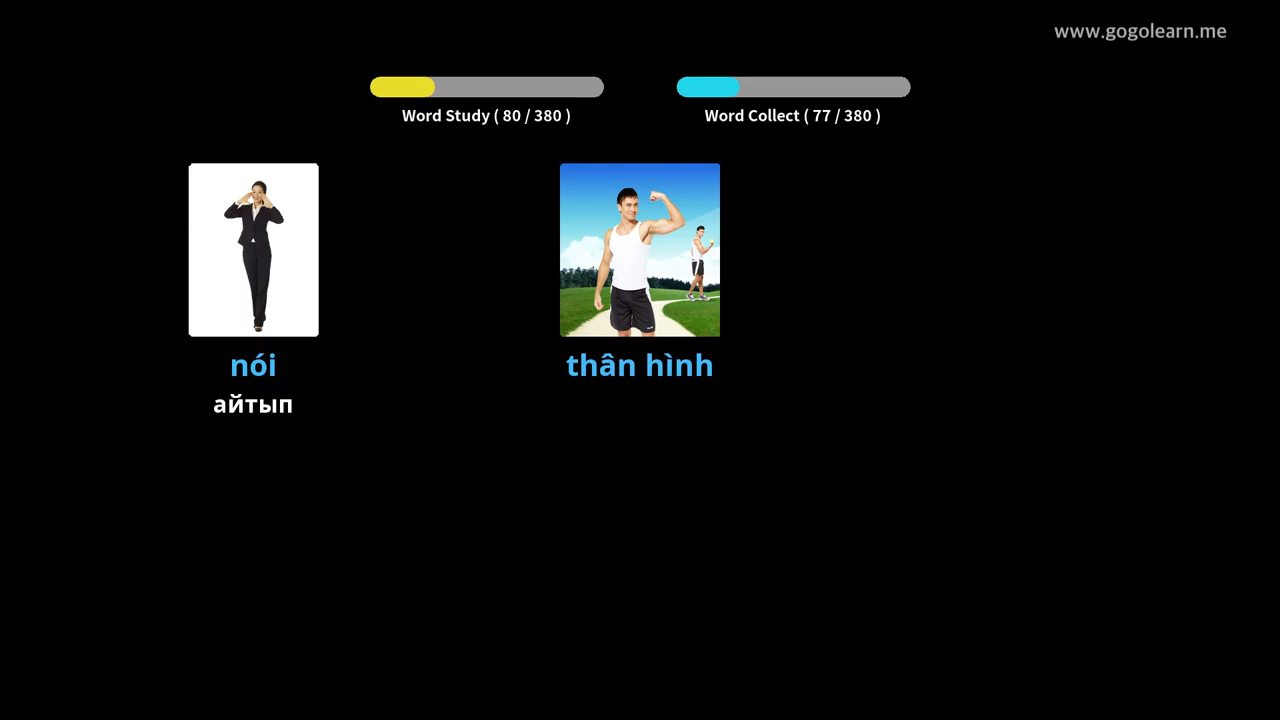 www.gogolearn.me
Word Study ( 80 / 380 )
Word Collect ( 77 / 380 )
nói
айтып
thân hình